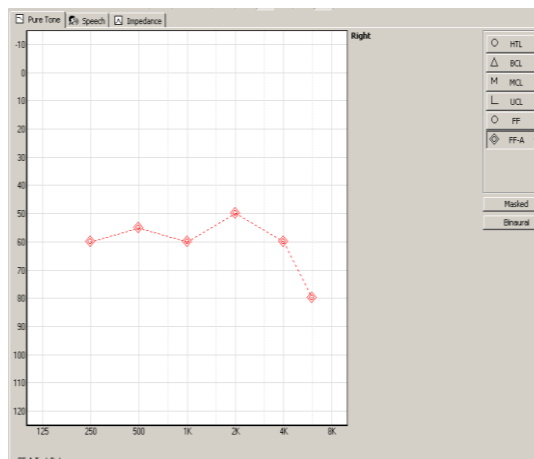 Pure Tone Speech Impedance
Right
-10
0
10
20
30
40
50
60
70
80
90
100
110
120
125 250 500 1K 2K 4K 8K
HTL
BCL
M MCL
UCL
FF
FF-A
Masked
Binaural